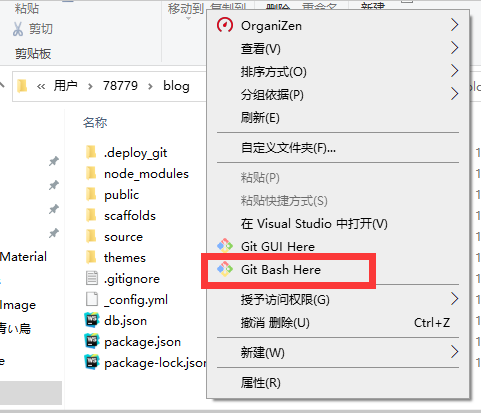 粘贴
剪切
剪贴板
移动到 复制到
删除 重命名
新建
« 用户 > 78779 > blog
名称
.deploy_git
node_modules
public
scaffolds
source
themes
.gitignore
_config.yml
db.json
package.json
package-lock.json
Material
Image
青い鳥
OrganiZen
查看(V)
排序方式(O)
分组依据(P)
刷新(E)
自定义文件夹(F)...
粘贴(P)
粘贴快捷方式(S)
在 Visual Studio 中打开(V)
Git GUI Here
Git Bash Here
授予访问权限(G)
撤消 删除(U) Ctrl+Z
新建(W)
属性(R)